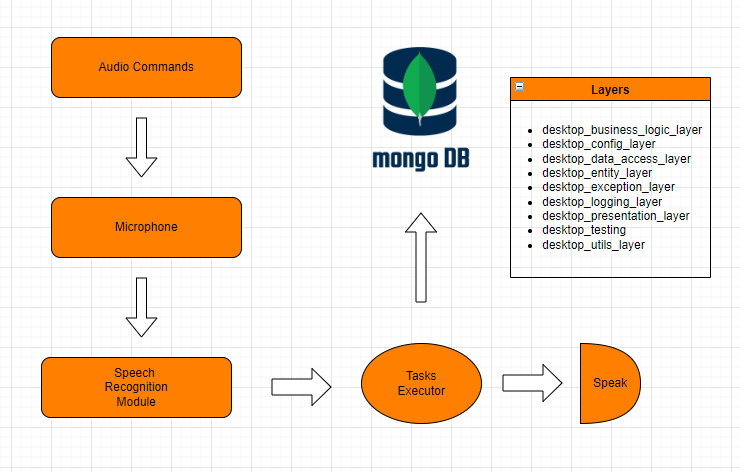 Audio Commands
mongo DB
Layers
desktop_business_logic_layer
desktop_config_layer
desktop_data_access_layer
desktop_entity_layer
desktop_exception_layer
desktop_logging_layer
desktop_presentation_layer
desktop_testing
desktop_utils_layer
Microphone
Speech
Recognition
Module
Tasks
Executor
Speak